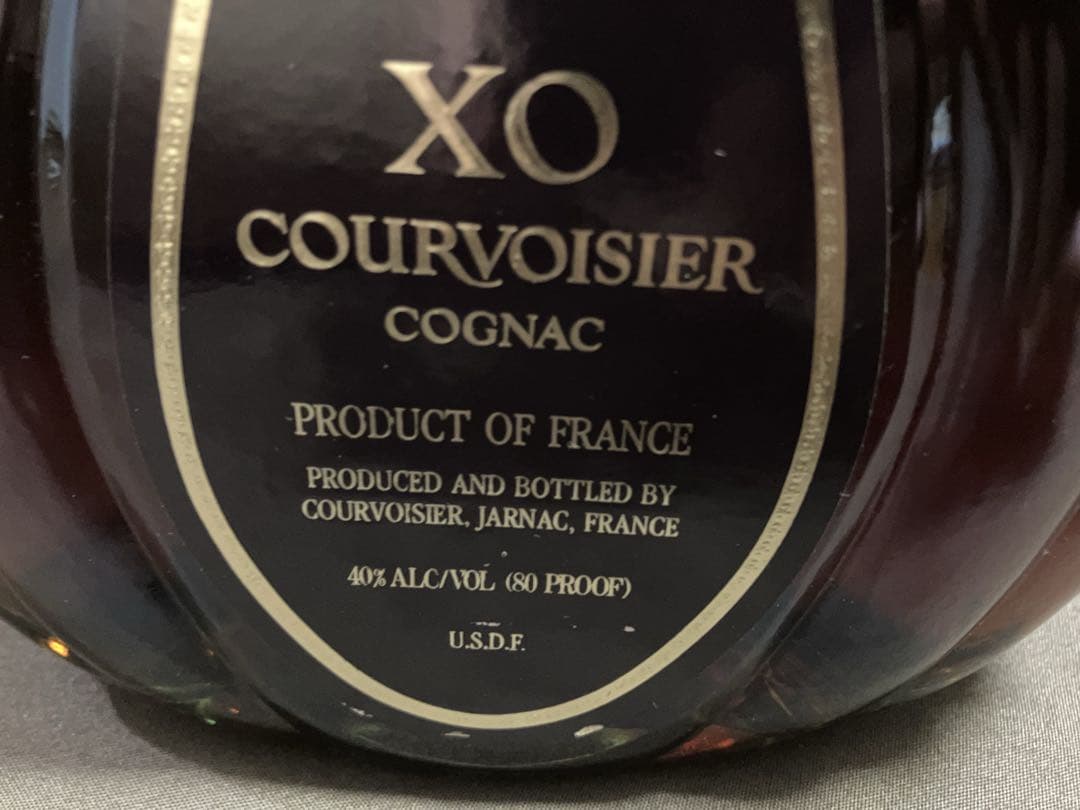 XO
COURVOISIER
COGNAC
PRODUCT OF FRANCE
PRODUCED AND BOTTLED BY
COURVOISIER, JARNAC, FRANCE
40% ALC/VOL (80 PROOF)
U.S.D.F.